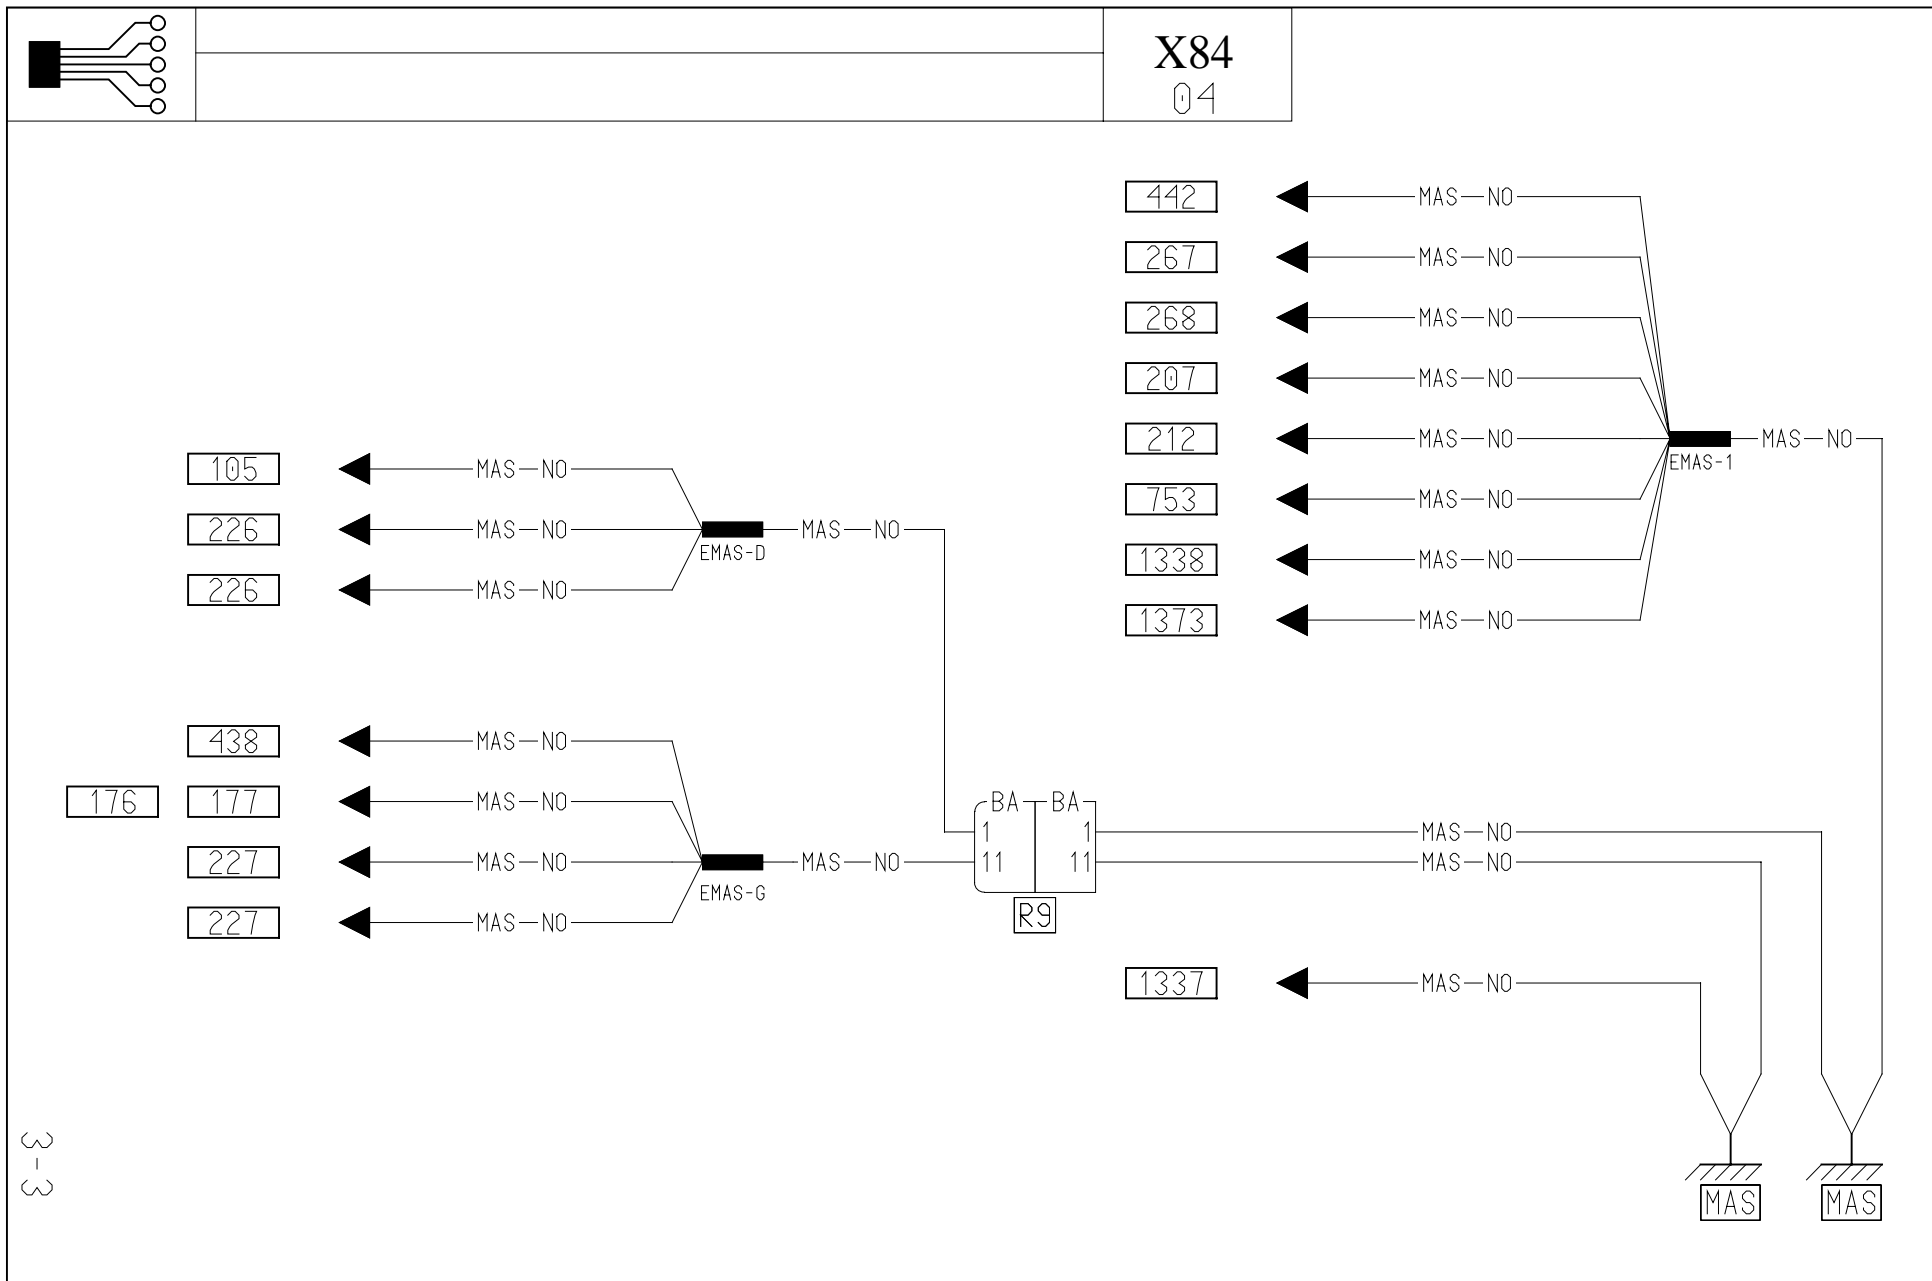 X84
04
442 MAS NO
267 MAS NO
268 MAS NO
207 MAS NO
212 MAS NO MAS NO
EMAS-1
105 MAS NO
753 MAS NO
226 MAS NO MAS NO
EMAS-D
1338 MAS NO
226 MAS NO
1373 MAS NO
438 MAS NO
176 177 MAS NO
BA BA
1 1 MAS NO
227 MAS NO MAS NO 11 11 MAS NO
EMAS-G
227 MAS NO
R9
1337 MAS NO
3-3
MAS MAS